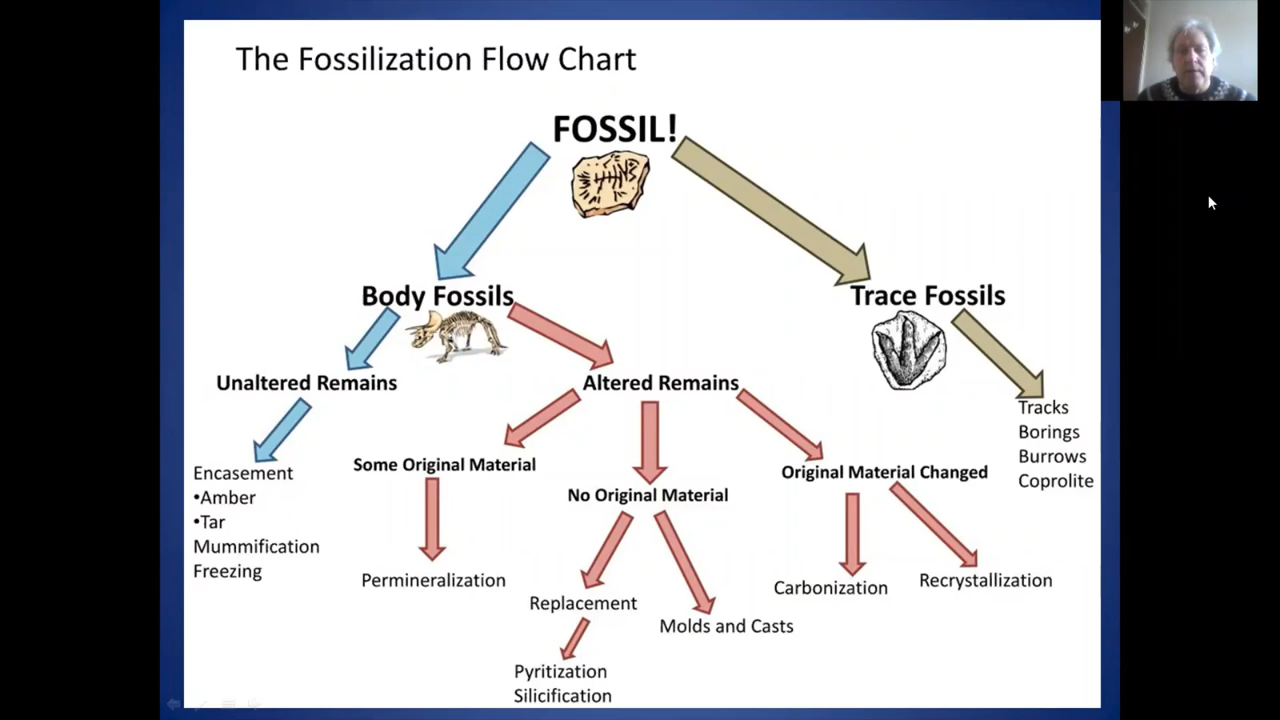 The Fossilization Flow Chart
FOSSIL!
Body Fossils
Trace Fossils
Unaltered Remains
Altered Remains
Tracks
Borings
Burrows
Coprolite
Encasement
•Amber
•Tar
Mummification
Freezing
Some Original Material
No Original Material
Original Material Changed
Permineralization
Replacement
Molds and Casts
Carbonization
Recrystallization
Pyritization
Silicification